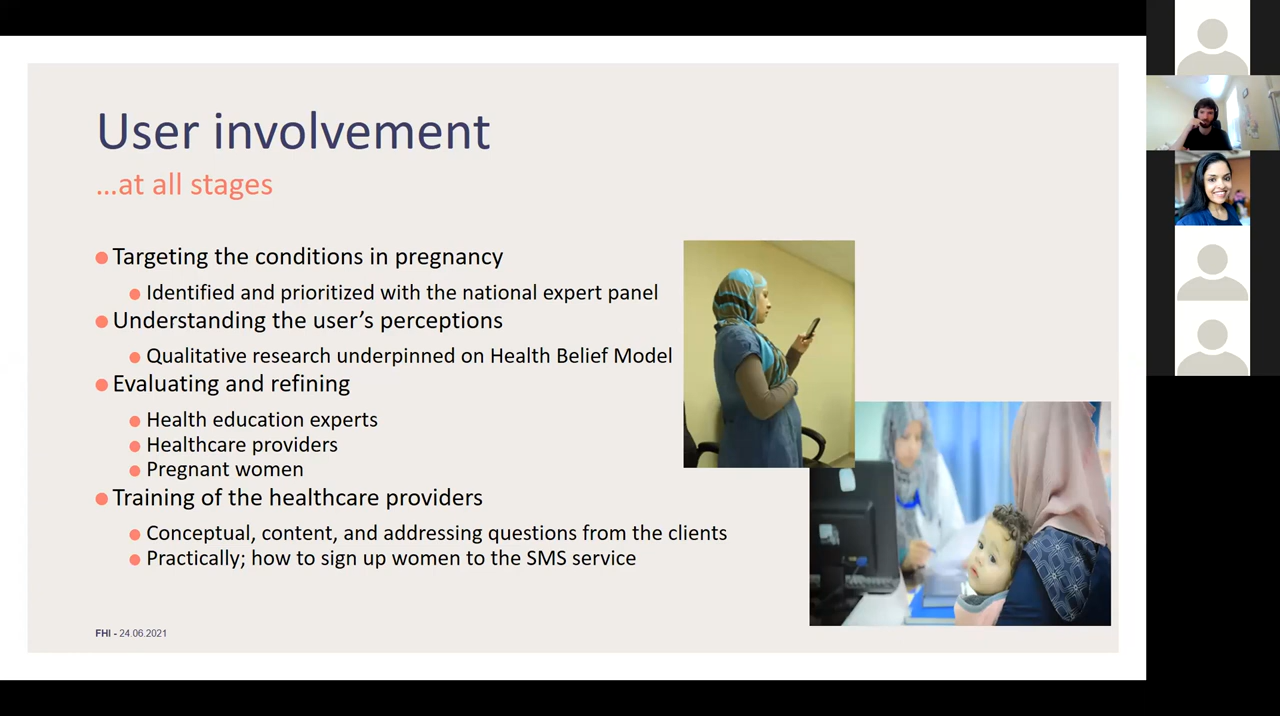 User involvement
...at all stages
Targeting the conditions in pregnancy
Identified and prioritized with the national expert panel
Understanding the user's perceptions
Qualitative research underpinned on Health Belief Model
Evaluating and refining
Health education experts
Healthcare providers
Pregnant women
Training of the healthcare providers
Conceptual, content, and addressing questions from the clients
Practically; how to sign up women to the SMS service
FHI - 24.06.2021